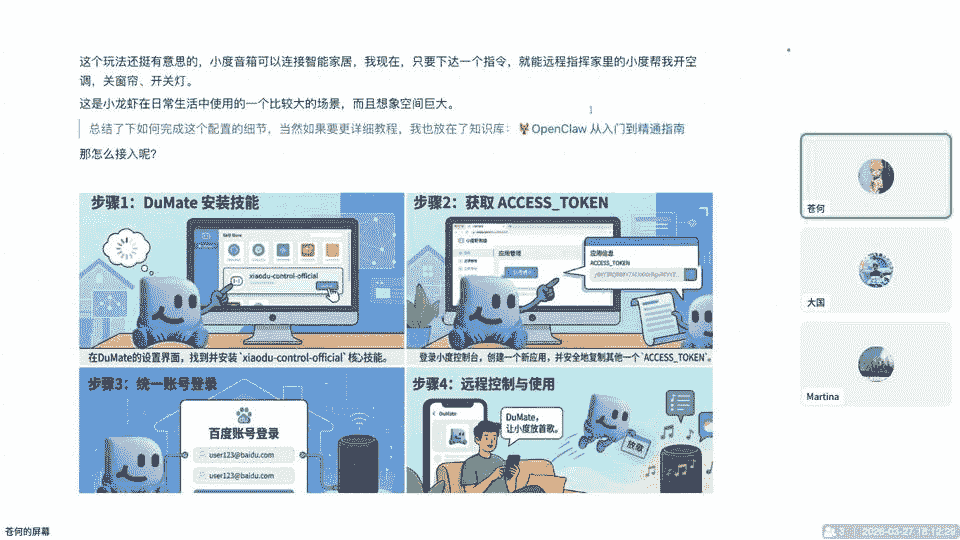 这个玩法还挺有意思的，小度音箱可以连接智能家居，我现在，只要下达一个指令，就能远程指挥家里的小度帮我开空
调，关窗帘、开关灯。
这是小龙虾在日常生活中使用的一个比较大的场景，而且想象空间巨大。
总结了下如何完成这个配置的细节，当然如果要更详细教程，我也放在了知识库：OpenClaw 从入门到精通指南
那怎么接入呢？
步骤1：DuMate 安装技能
xiaodu-control-official
在DuMate的设置界面，找到并安装`xiaodu-control-official`核心技能。
步骤2：获取 ACCESS_TOKEN
应用管理
应用信息
ACCESS_TOKEN
登录小度控制台，创建一个新应用，并安全地复制其他一个`ACCESS_TOKEN`。
步骤3：统一账号登录
百度账号登录
user123@baidu.com
user123@baidu.com
步骤4：远程控制与使用
DuMate
DuMate，
让小度放首歌。
放歌
苍何
大国
Martina
苍何的屏幕